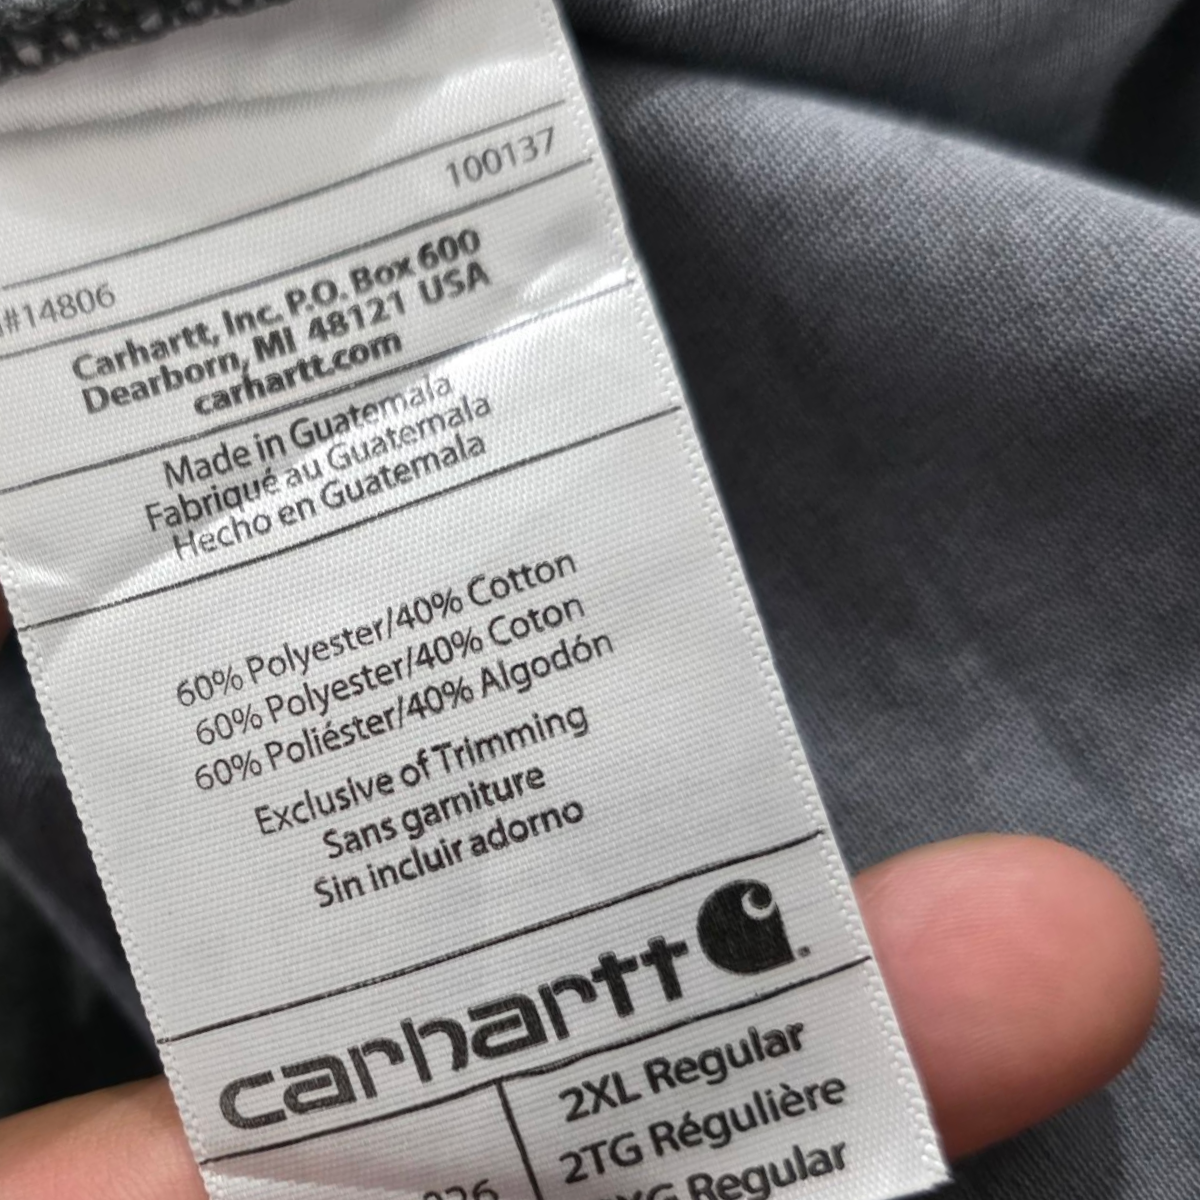 100137
#14806
Carhartt, Inc. P.O. Box 600
Dearborn, MI 48121 USA
carhartt.com
Made in Guatemala
Fabriqué au Guatemala
Hecho en Guatemala
60% Polyester/40% Cotton
60% Polyester/40% Coton
60% Poliéster/40% Algodón
Exclusive of Trimming
Sans garniture
Sin incluir adorno
carhartt
2XL Regular
2TG Régulière
Regular